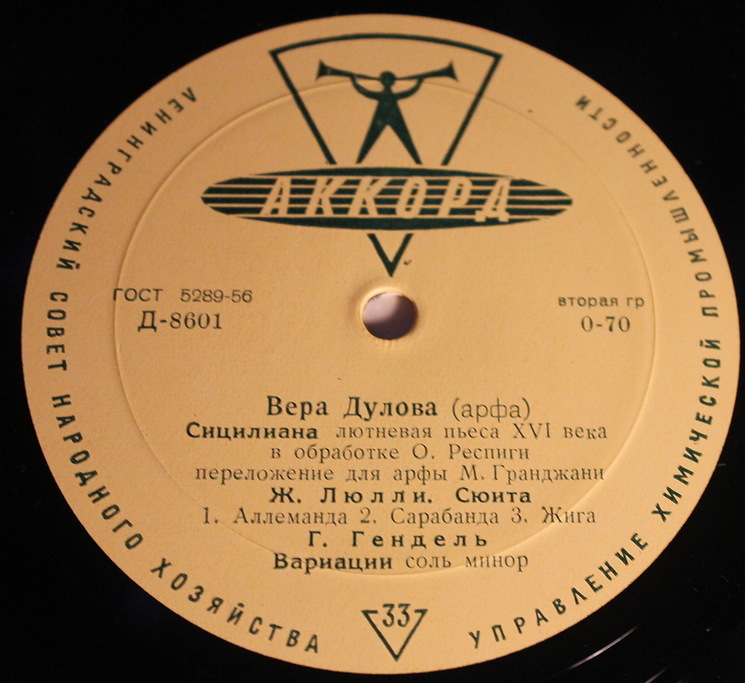 ЛЕНИНГРАДСКИЙ СОВЕТ НАРОДНОГО ХОЗЯЙСТВА
УПРАВЛЕНИЕ ХИМИЧЕСКОЙ ПРОМЫШЛЕННОСТИ
АККОРД
ГОСТ 5289-56
Д-8601
вторая гр
0-70
Вера Дулова (арфа)
Сицилиана лютневая пьеса XVI века
в обработке О. Респиги
переложение для арфы М. Гранджани
Ж. Люлли. Сюита
1. Аллеманда 2. Сарабанда 3. Жига
Г. Гендель
Вариации соль минор
33